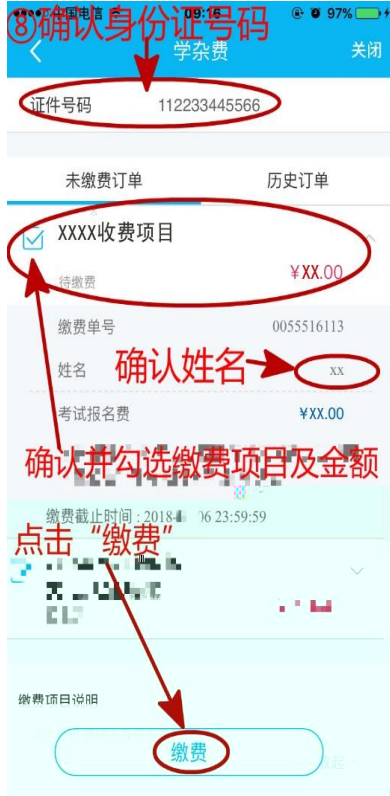 中国电信 09:16 97%
⑧确认身份证号码
学杂费 关闭
证件号码 112233445566
未缴费订单 历史订单
XXXX收费项目
待缴费 ¥XX.00
缴费单号 0055516113
姓名 xx
确认姓名
考试报名费 ¥XX.00
确认并勾选缴费项目及金额
缴费截止时间 : 2018- 06 23:59:59
点击“缴费”
缴费项目说明
缴费
收起